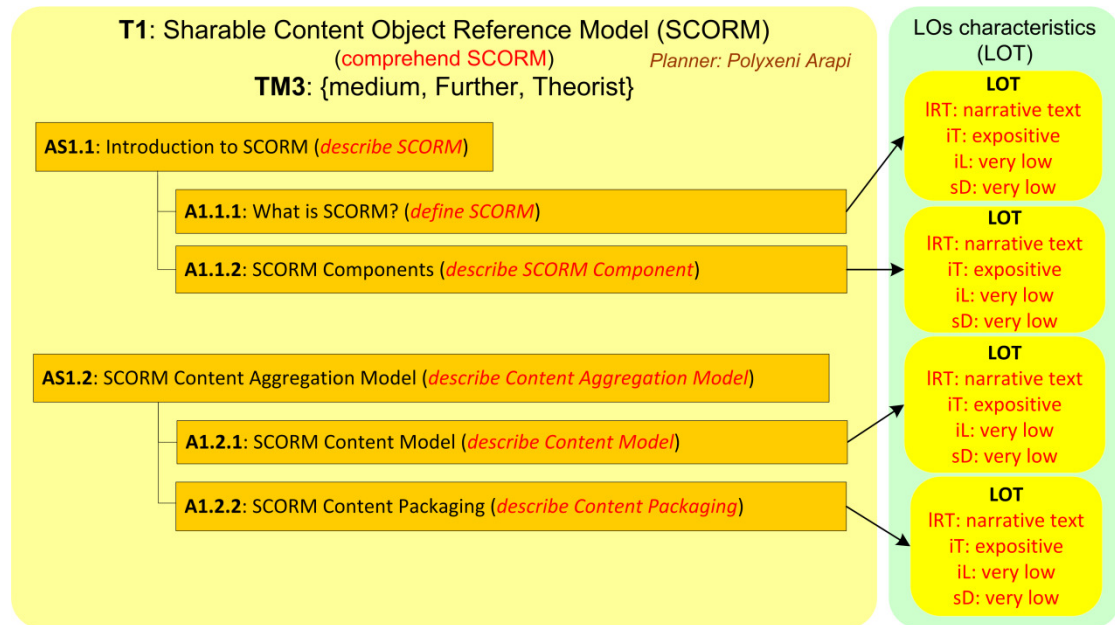 T1: Sharable Content Object Reference Model (SCORM)
(comprehend SCORM)
Planner: Polyxeni Arapi
TM3: {medium, Further, Theorist}
AS1.1: Introduction to SCORM (describe SCORM)
A1.1.1: What is SCORM? (define SCORM)
A1.1.2: SCORM Components (describe SCORM Component)
AS1.2: SCORM Content Aggregation Model (describe Content Aggregation Model)
A1.2.1: SCORM Content Model (describe Content Model)
A1.2.2: SCORM Content Packaging (describe Content Packaging)
LOs characteristics
(LOT)
LOT
lRT: narrative text
iT: expositive
iL: very low
sD: very low
LOT
lRT: narrative text
iT: expositive
iL: very low
sD: very low
LOT
lRT: narrative text
iT: expositive
iL: very low
sD: very low
LOT
lRT: narrative text
iT: expositive
iL: very low
sD: very low